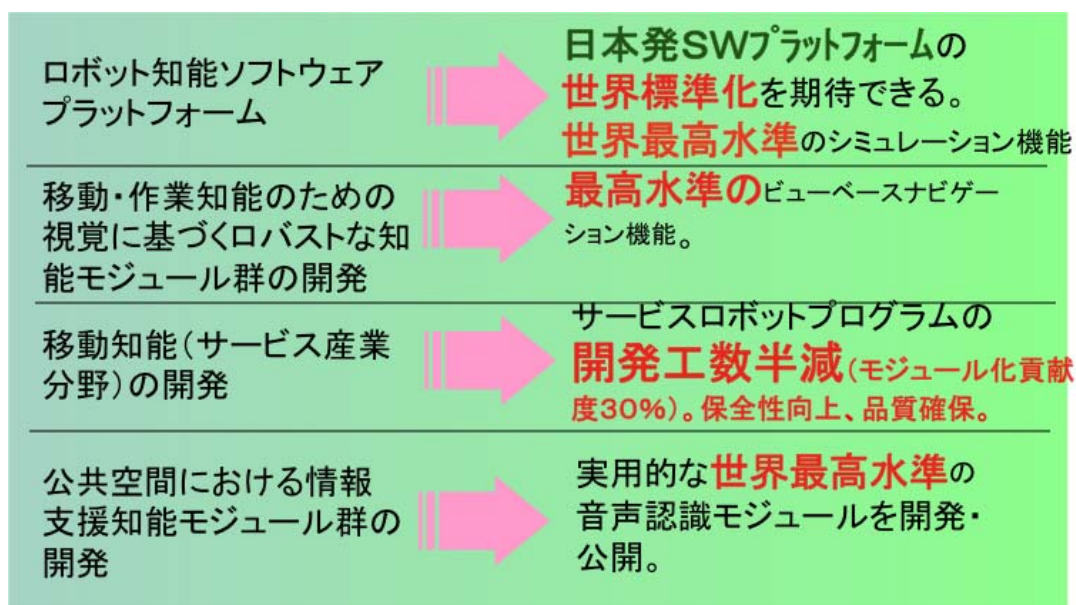 ロボット知能ソフトウェア
プラットフォーム
日本発SWプラットフォームの
世界標準化を期待できる。
世界最高水準のシミュレーション機能
移動・作業知能のための
視覚に基づくロバストな知
能モジュール群の開発
最高水準のビューベースナビゲー
ション機能。
移動知能(サービス産業
分野)の開発
サービスロボットプログラムの
開発工数半減(モジュール化貢献
度30%)。保全性向上、品質確保。
公共空間における情報
支援知能モジュール群の
開発
実用的な世界最高水準の
音声認識モジュールを開発・
公開。